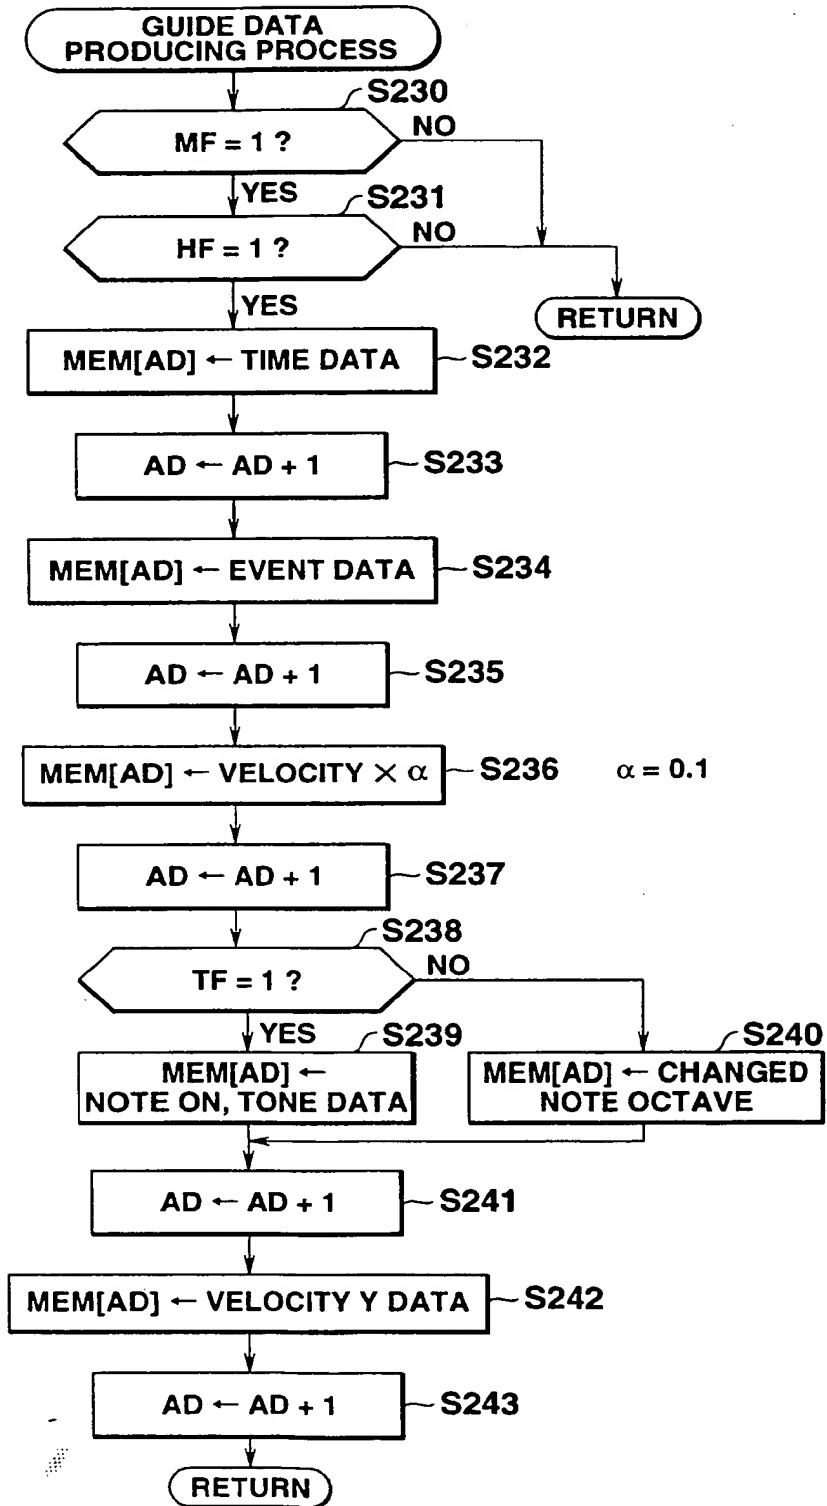 GUIDE DATA
PRODUCING PROCESS
S230
MF = 1 ?
NO
YES
S231
HF = 1 ?
NO
YES
RETURN
MEM[AD] ← TIME DATA
S232
AD ← AD + 1
S233
MEM[AD] ← EVENT DATA
S234
AD ← AD + 1
S235
MEM[AD] ← VELOCITY × α
S236
α = 0.1
AD ← AD + 1
S237
S238
TF = 1 ?
NO
YES
S239
MEM[AD] ←
NOTE ON, TONE DATA
S240
MEM[AD] ← CHANGED
NOTE OCTAVE
AD ← AD + 1
S241
MEM[AD] ← VELOCITY Y DATA
S242
AD ← AD + 1
S243
RETURN